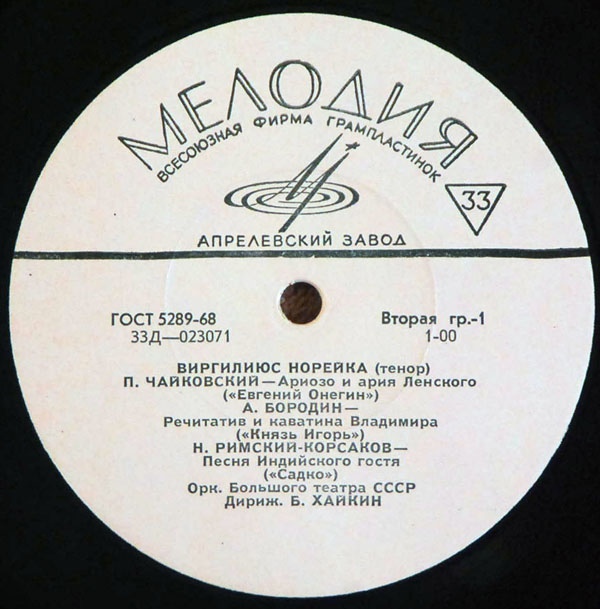 МЕЛОДИЯ
ВСЕСОЮЗНАЯ ФИРМА ГРАМПЛАСТИНОК
33
АПРЕЛЕВСКИЙ ЗАВОД
ГОСТ 5289-68 Вторая гр.-1
33Д—023071 1-00
ВИРГИЛИЮС НОРЕЙКА (тенор)
П. ЧАЙКОВСКИЙ — Ариозо и ария Ленского
(«Евгений Онегин»)
А. БОРОДИН —
Речитатив и каватина Владимира
(«Князь Игорь»)
Н. РИМСКИЙ-КОРСАКОВ —
Песня Индийского гостя
(«Садко»)
Орк. Большого театра СССР
Дириж. Б. ХАЙКИН